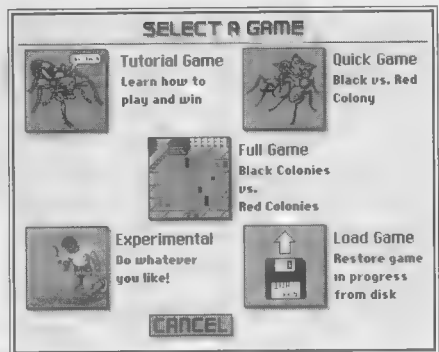 SELECT A GAME
Tutorial Game
Learn how to
play and win
Quick Game
Black vs. Red
Colony
Full Game
Black Colonies
vs.
Red Colonies
Experimental
Do whatever
you like!
Load Game
Restore game
in progress
from disk
CANCEL